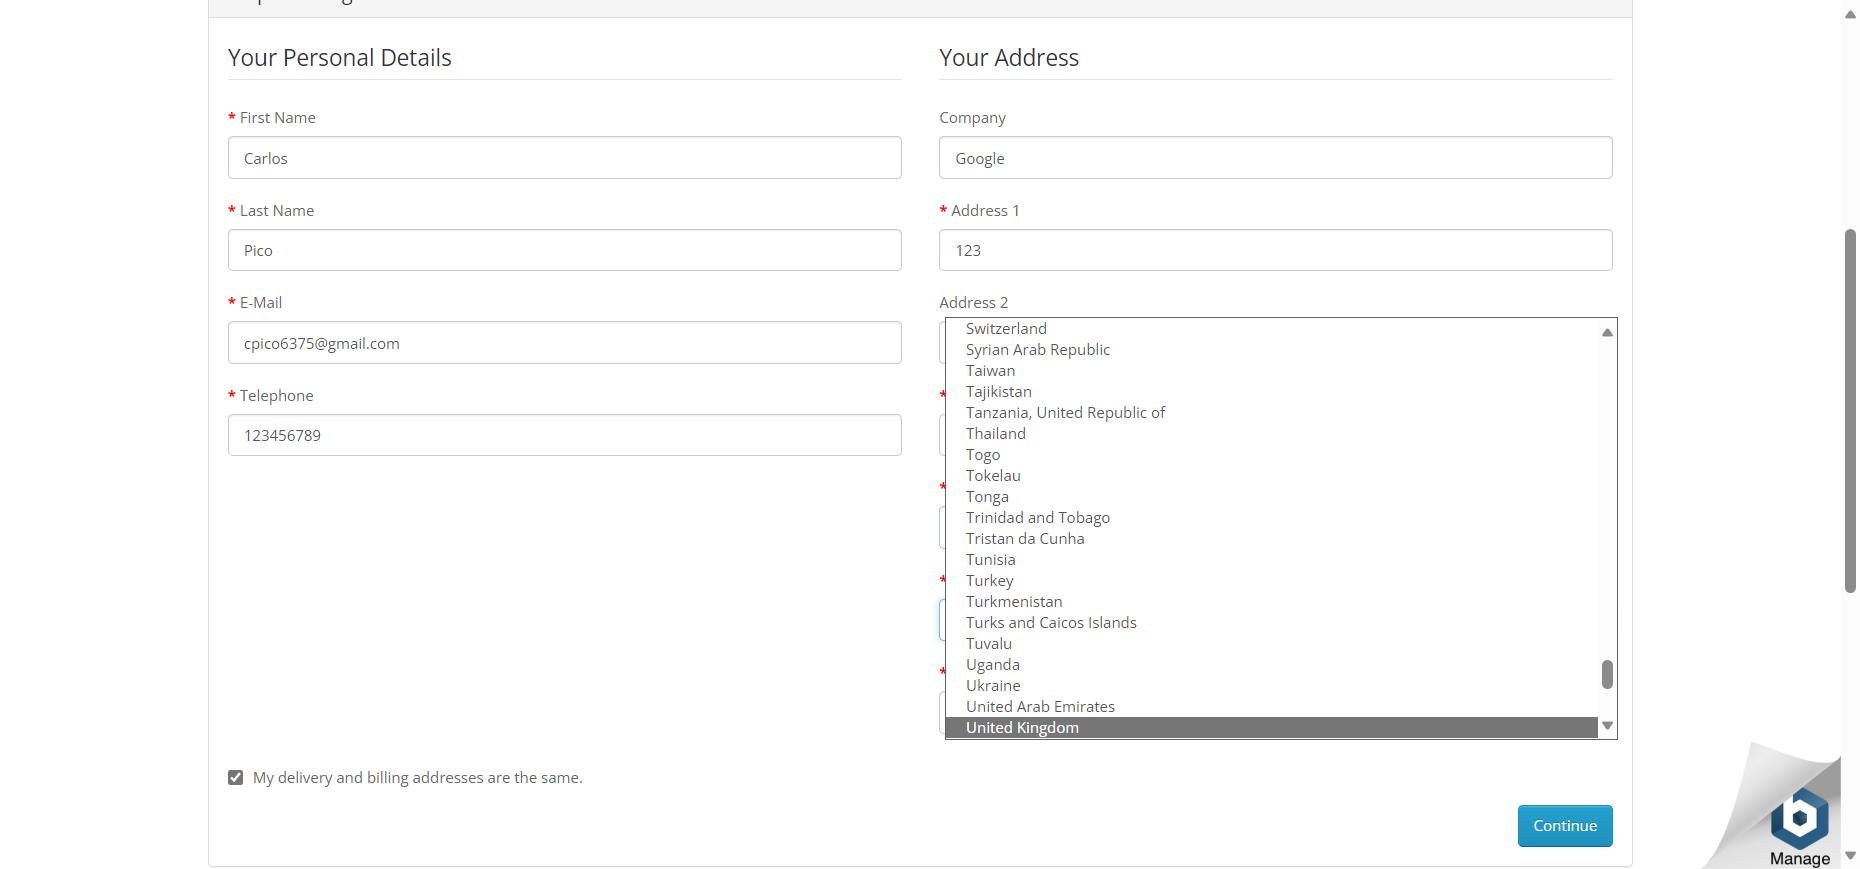 Your Personal Details
* First Name
Carlos
* Last Name
Pico
* E-Mail
cpico6375@gmail.com
* Telephone
123456789
Your Address
Company
Google
* Address 1
123
Address 2
*
*
*
*
Switzerland
Syrian Arab Republic
Taiwan
Tajikistan
Tanzania, United Republic of
Thailand
Togo
Tokelau
Tonga
Trinidad and Tobago
Tristan da Cunha
Tunisia
Turkey
Turkmenistan
Turks and Caicos Islands
Tuvalu
Uganda
Ukraine
United Arab Emirates
United Kingdom
My delivery and billing addresses are the same.
Continue
b
Manage